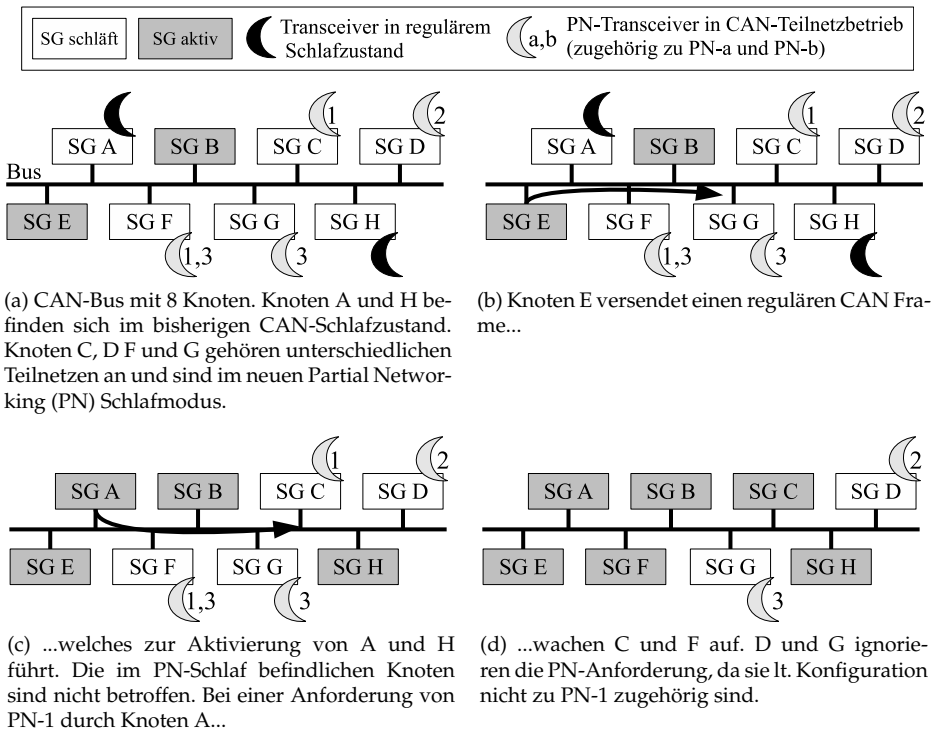 SG schläft
SG aktiv
Transceiver in regulärem
Schlafzustand
a,b
PN-Transceiver in CAN-Teilnetzbetrieb
(zugehörig zu PN-a und PN-b)
1
2
SG A
SG B
SG C
SG D
Bus
SG E
SG F
SG G
SG H
1,3
3
(a) CAN-Bus mit 8 Knoten. Knoten A und H be-
finden sich im bisherigen CAN-Schlafzustand.
Knoten C, D F und G gehören unterschiedlichen
Teilnetzen an und sind im neuen Partial Networ-
king (PN) Schlafmodus.
1
2
SG A
SG B
SG C
SG D
SG E
SG F
SG G
SG H
1,3
3
(b) Knoten E versendet einen regulären CAN Fra-
me...
1
2
SG A
SG B
SG C
SG D
SG E
SG F
SG G
SG H
1,3
3
(c) ...welches zur Aktivierung von A und H
führt. Die im PN-Schlaf befindlichen Knoten
sind nicht betroffen. Bei einer Anforderung von
PN-1 durch Knoten A...
2
SG A
SG B
SG C
SG D
SG E
SG F
SG G
SG H
3
(d) ...wachen C und F auf. D und G ignorie-
ren die PN-Anforderung, da sie lt. Konfiguration
nicht zu PN-1 zugehörig sind.